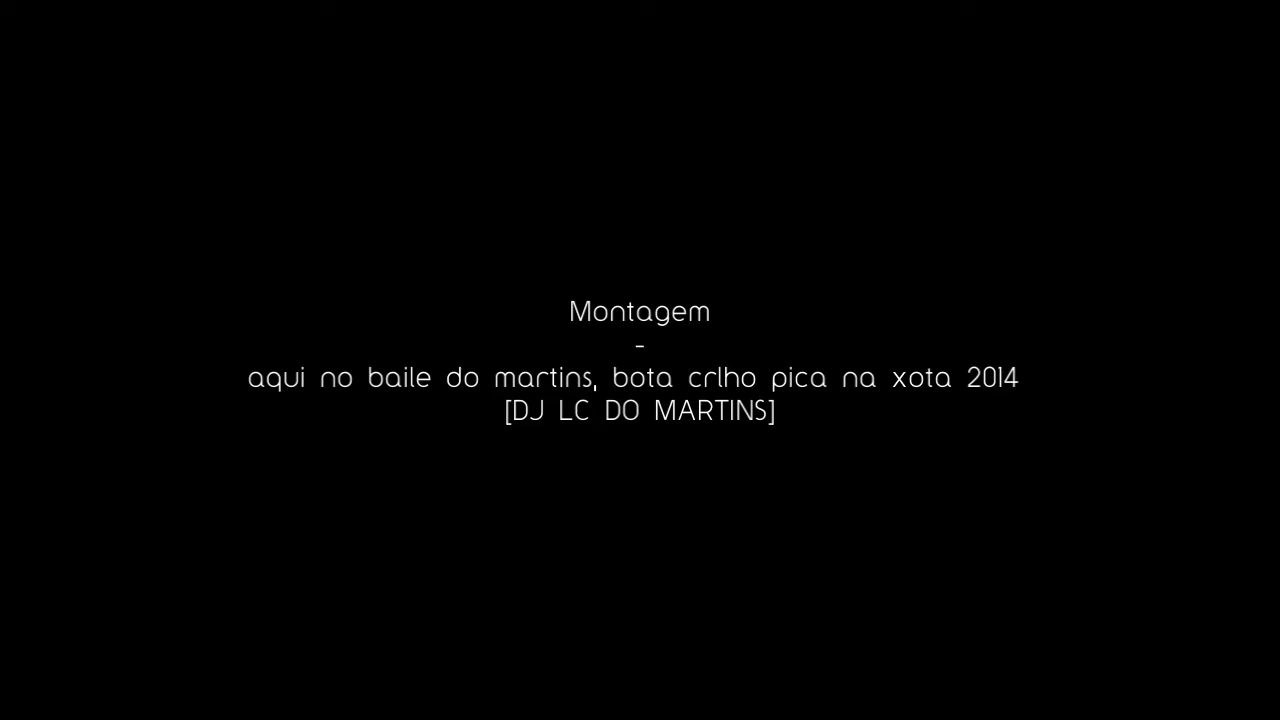 Montagem
-
aqui no baile do martins, bota crlho pica na xota 2014
[DJ LC DO MARTINS]